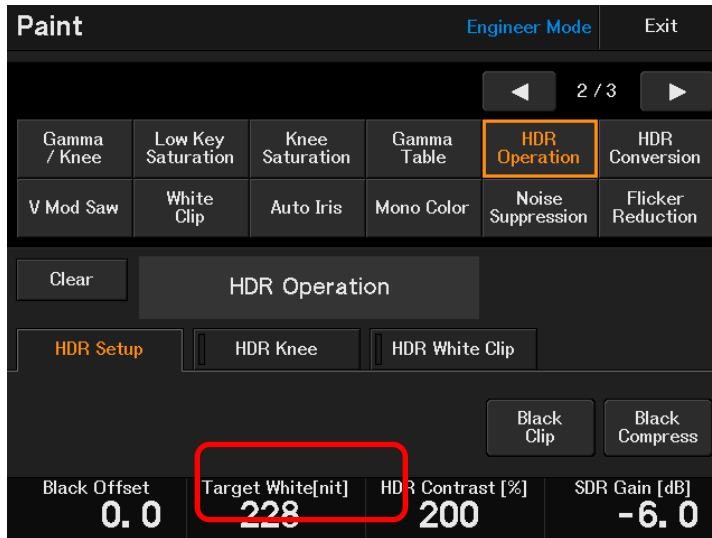 Paint
Engineer Mode
Exit
◀ 2 / 3 ▶
Gamma
/ Knee
Low Key
Saturation
Knee
Saturation
Gamma
Table
HDR
Operation
HDR
Conversion
V Mod Saw
White
Clip
Auto Iris
Mono Color
Noise
Suppression
Flicker
Reduction
Clear
HDR Operation
HDR Setup
HDR Knee
HDR White Clip
Black
Clip
Black
Compress
Black Offset
0.0
Target White[nit]
228
HDR Contrast [%]
200
SDR Gain [dB]
-6.0